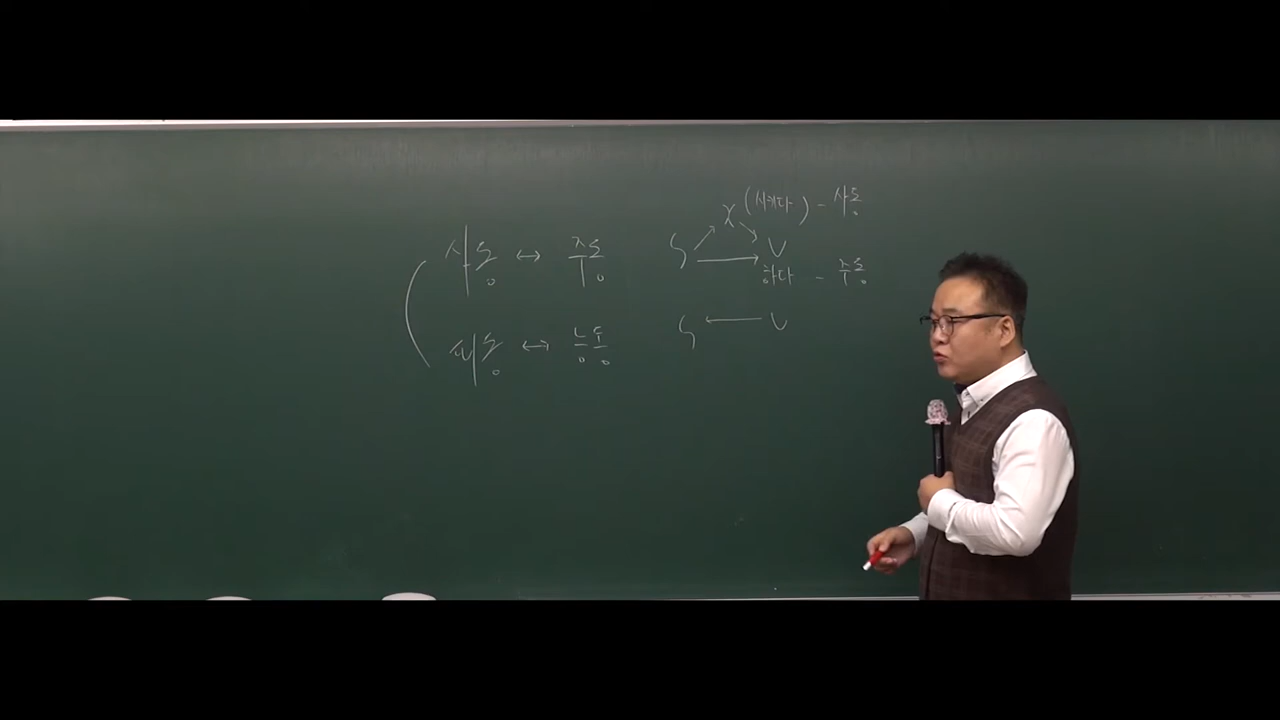 X (시키다) - 사동
사동 ↔ 주동
S → V
하다 - 주동
피동 ↔ 능동
S ← V